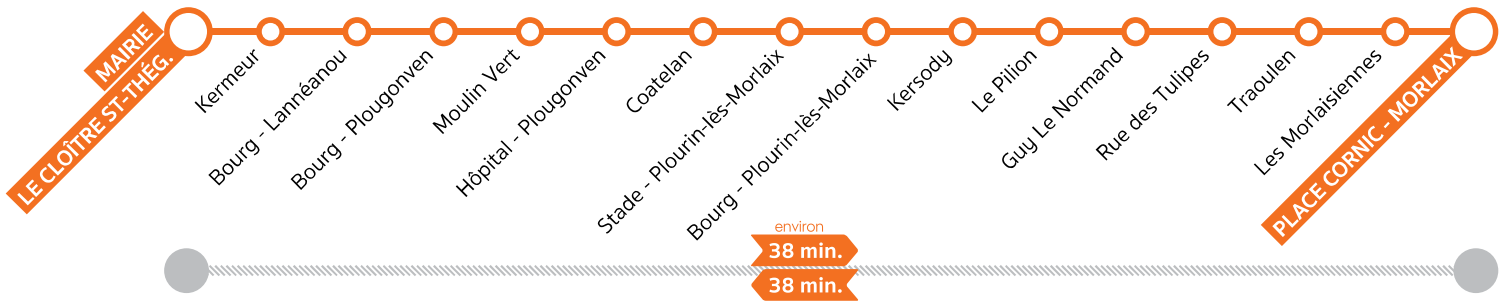 MAIRIE
LE CLOÎTRE ST-THÉG.
Kermeur
Bourg - Lannéanou
Bourg - Plougonven
Moulin Vert
Hôpital - Plougonven
Coatelan
Stade - Plourin-lès-Morlaix
Bourg - Plourin-lès-Morlaix
Kersody
Le Pillon
Guy Le Normand
Rue des Tulipes
Traoulen
Les Morlaisiennes
PLACE CORNIC - MORLAIX
environ
38 min.
38 min.